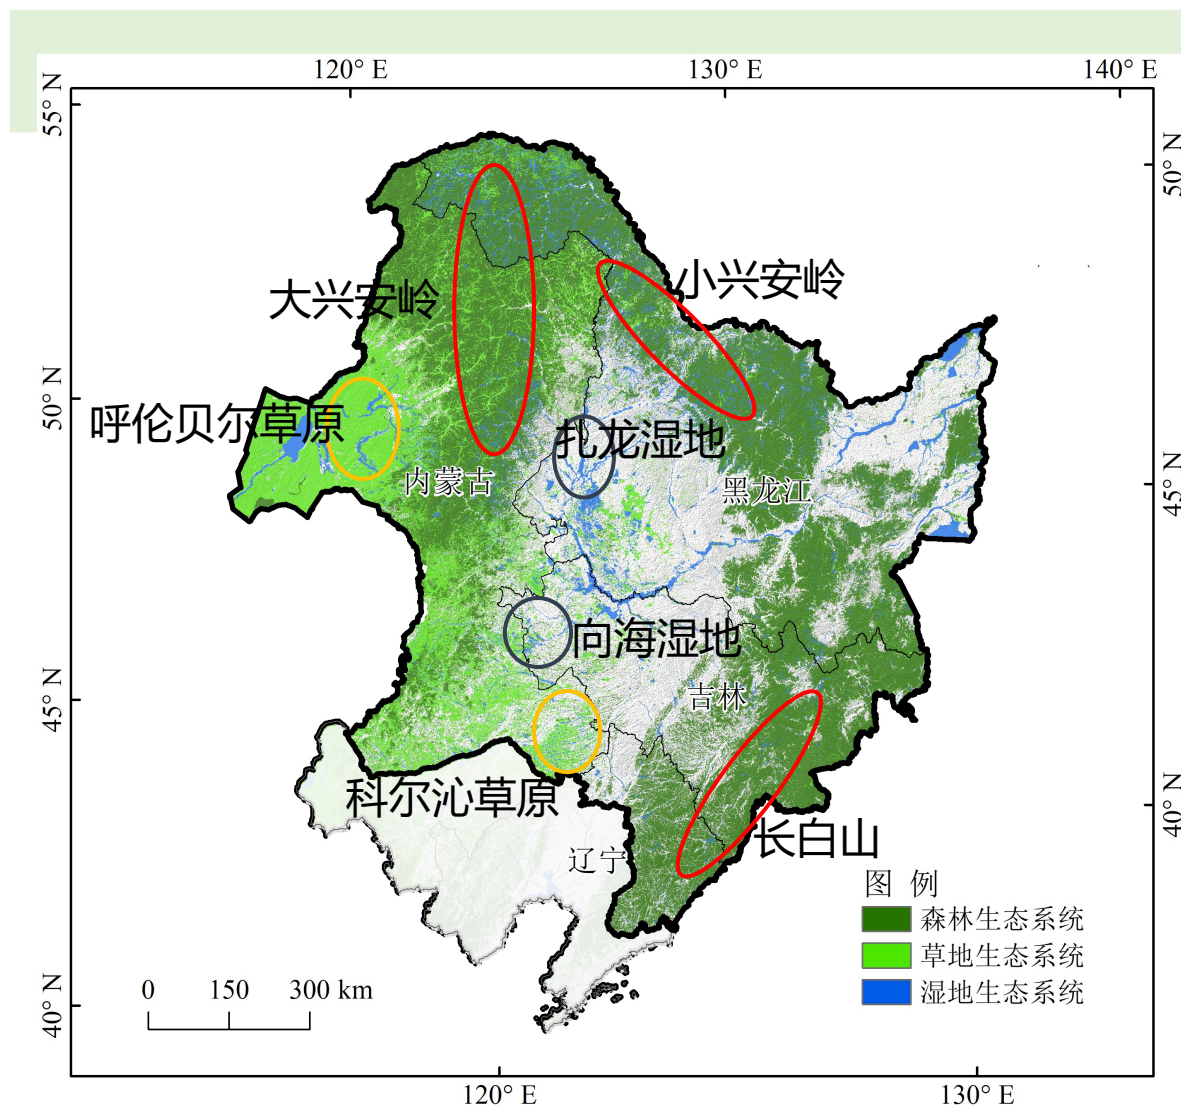 120° E
130° E
140° E
55° N
50° N
大兴安岭
小兴安岭
50° N
呼伦贝尔草原
扎龙湿地
内蒙古
黑龙江
45° N
向海湿地
吉林
45° N
科尔沁草原
40° N
长白山
辽宁
图 例
森林生态系统
草地生态系统
湿地生态系统
0 150 300 km
40° N
120° E
130° E